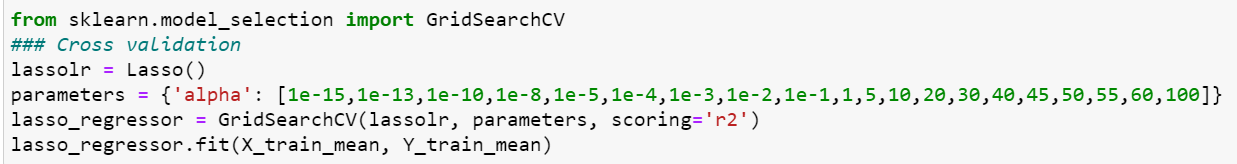 from sklearn.model_selection import GridSearchCV
### Cross validation
lassolr = Lasso()
parameters = {'alpha': [1e-15,1e-13,1e-10,1e-8,1e-5,1e-4,1e-3,1e-2,1e-1,1,5,10,20,30,40,45,50,55,60,100]}
lasso_regressor = GridSearchCV(lassolr, parameters, scoring='r2')
lasso_regressor.fit(X_train_mean, Y_train_mean)